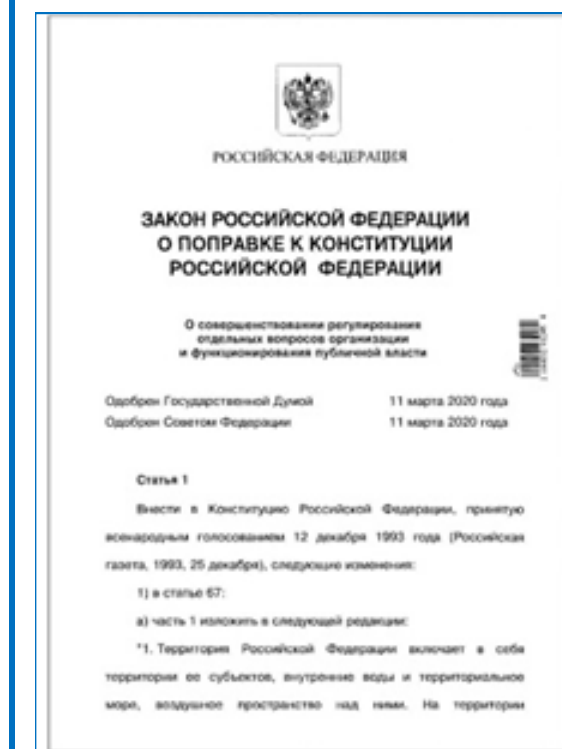 РОССИЙСКАЯ ФЕДЕРАЦИЯ
ЗАКОН РОССИЙСКОЙ ФЕДЕРАЦИИ
О ПОПРАВКЕ К КОНСТИТУЦИИ
РОССИЙСКОЙ ФЕДЕРАЦИИ
О совершенствовании регулирования
отдельных вопросов организации
и функционирования публичной власти
Одобрен Государственной Думой 11 марта 2020 года
Одобрен Советом Федерации 11 марта 2020 года
Статья 1
Внести в Конституцию Российской Федерации, принятую
всенародным голосованием 12 декабря 1993 года (Российская
газета, 1993, 25 декабря), следующие изменения:
1) в статье 67:
а) часть 1 изложить в следующей редакции:
"1. Территория Российской Федерации включает в себя
территории ее субъектов, внутренние воды и территориальное
море, воздушное пространство над ними. На территории